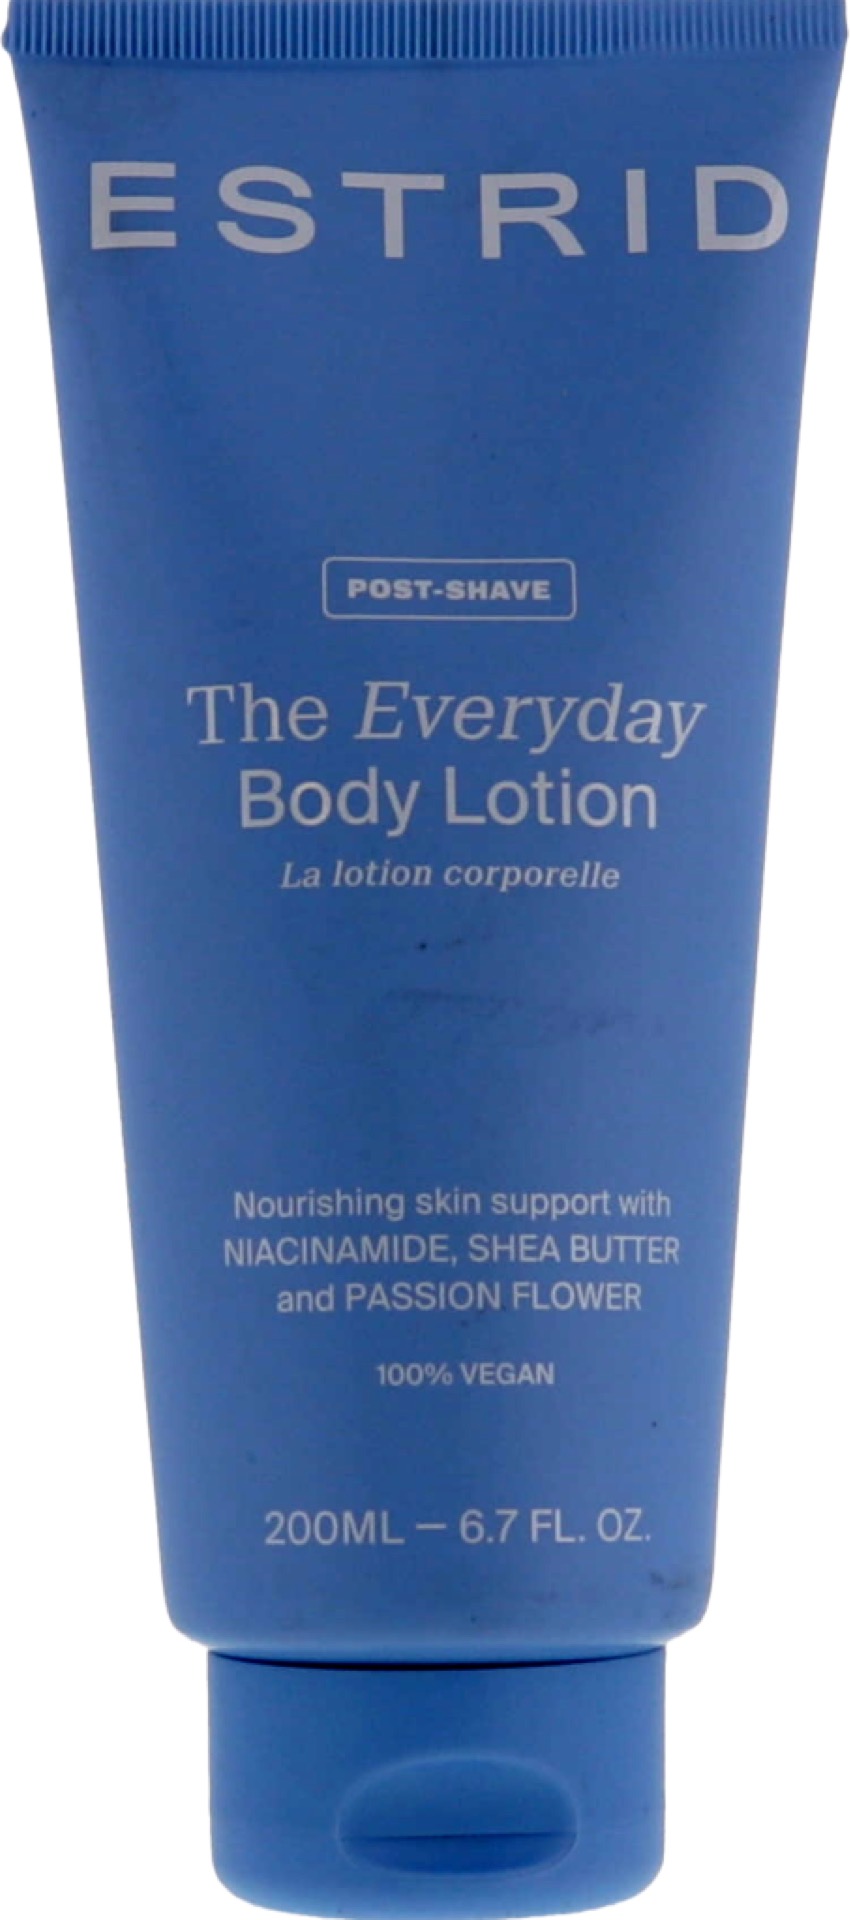 ESTRID
POST-SHAVE
The Everyday
Body Lotion
La lotion corporelle
Nourishing skin support with
NIACINAMIDE, SHEA BUTTER
and PASSION FLOWER
100% VEGAN
200ML – 6.7 FL. OZ.